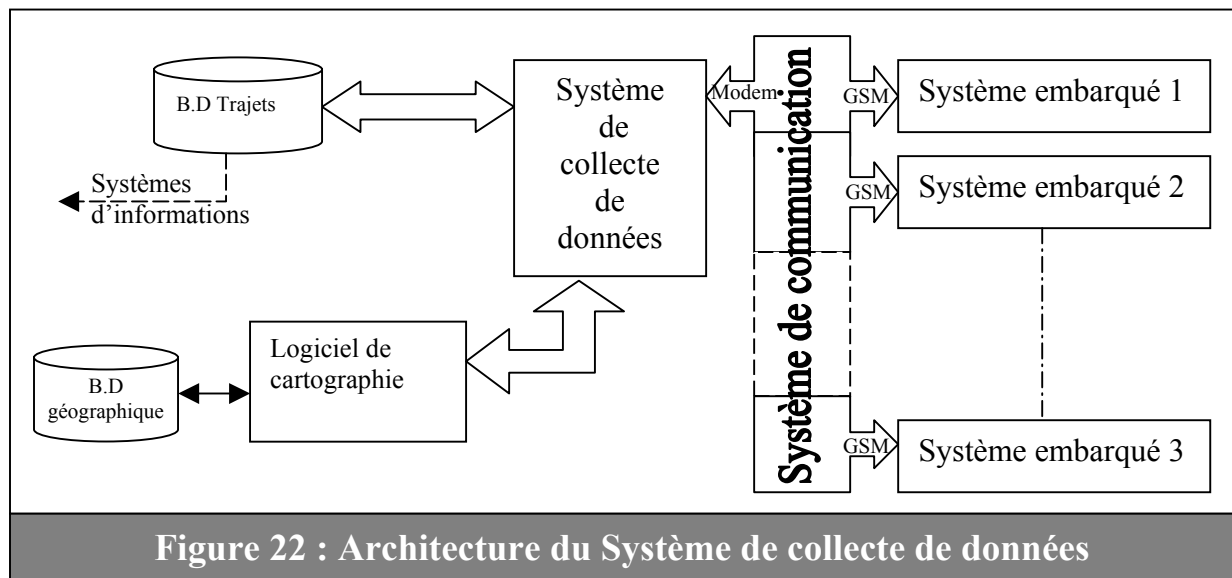 B.D Trajets
Systèmes
d'informations
Système
de
collecte
de
données
Modem
Système de communication
GSM
Système embarqué 1
GSM
Système embarqué 2
GSM
Système embarqué 3
Logiciel de
cartographie
B.D
géographique
Figure 22 : Architecture du Système de collecte de données